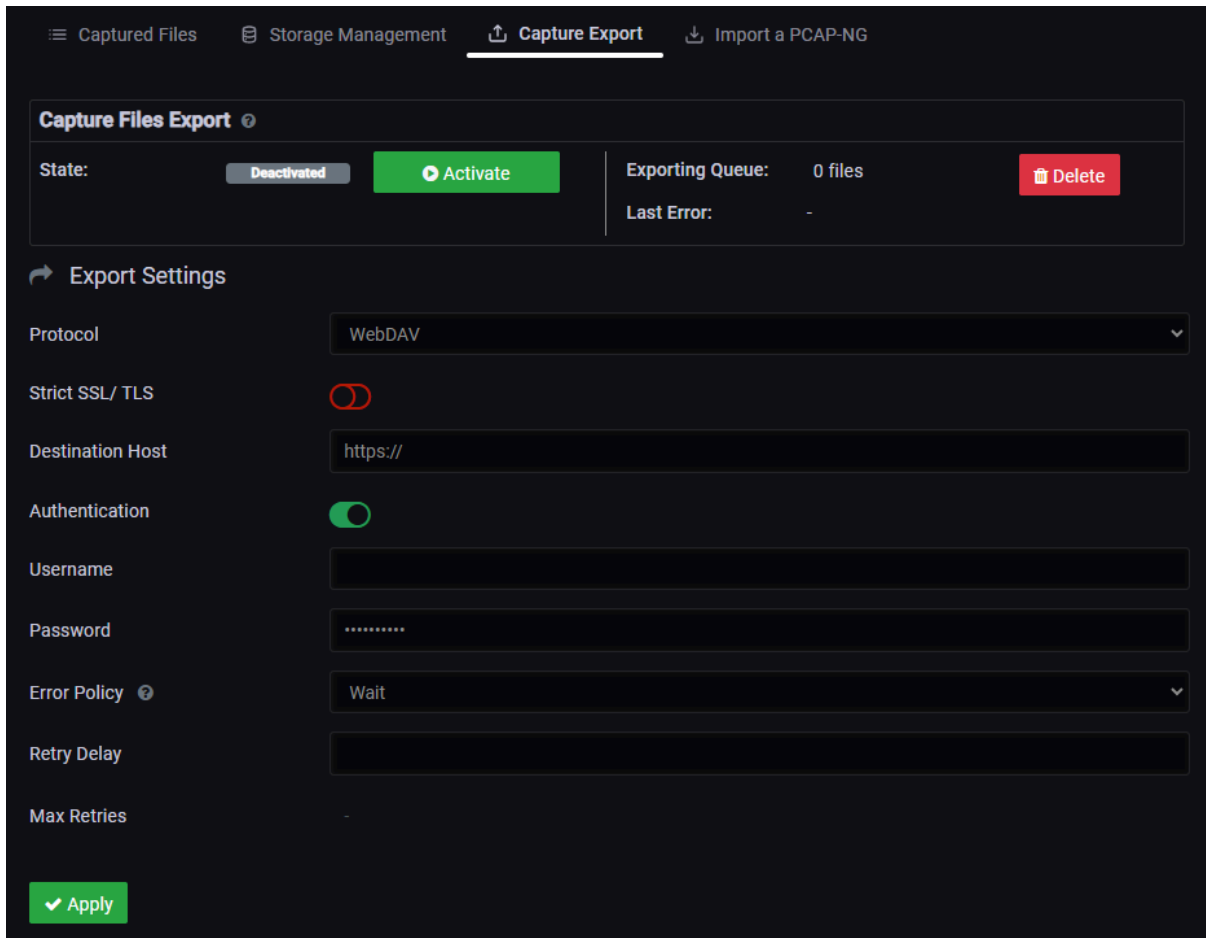 Captured Files Storage Management Capture Export Import a PCAP-NG
Capture Files Export
State: Deactivated Activate Exporting Queue: 0 files Delete
Last Error: -
Export Settings
Protocol WebDAV
Strict SSL/ TLS
Destination Host https://
Authentication
Username
Password ••••••••••
Error Policy Wait
Retry Delay
Max Retries -
Apply